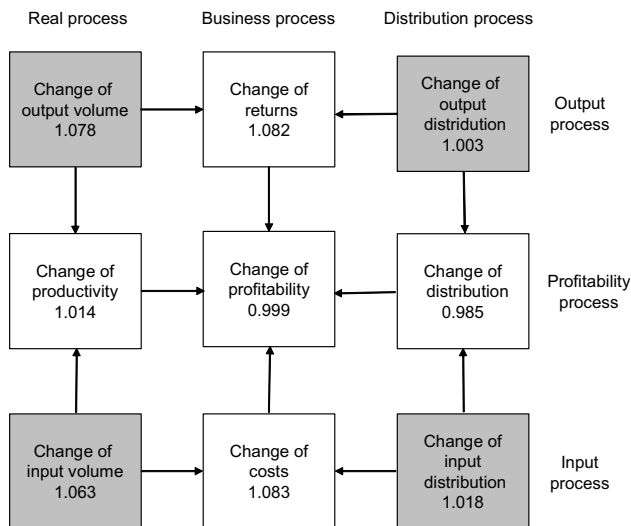 Real process
Business process
Distribution process
Change of
output volume
1.078
Change of
returns
1.082
Change of
output
distridution
1.003
Output
process
Change of
productivity
1.014
Change of
profitability
0.999
Change of
distribution
0.985
Profitability
process
Change of
input volume
1.063
Change of
costs
1.083
Change of
input
distribution
1.018
Input
process